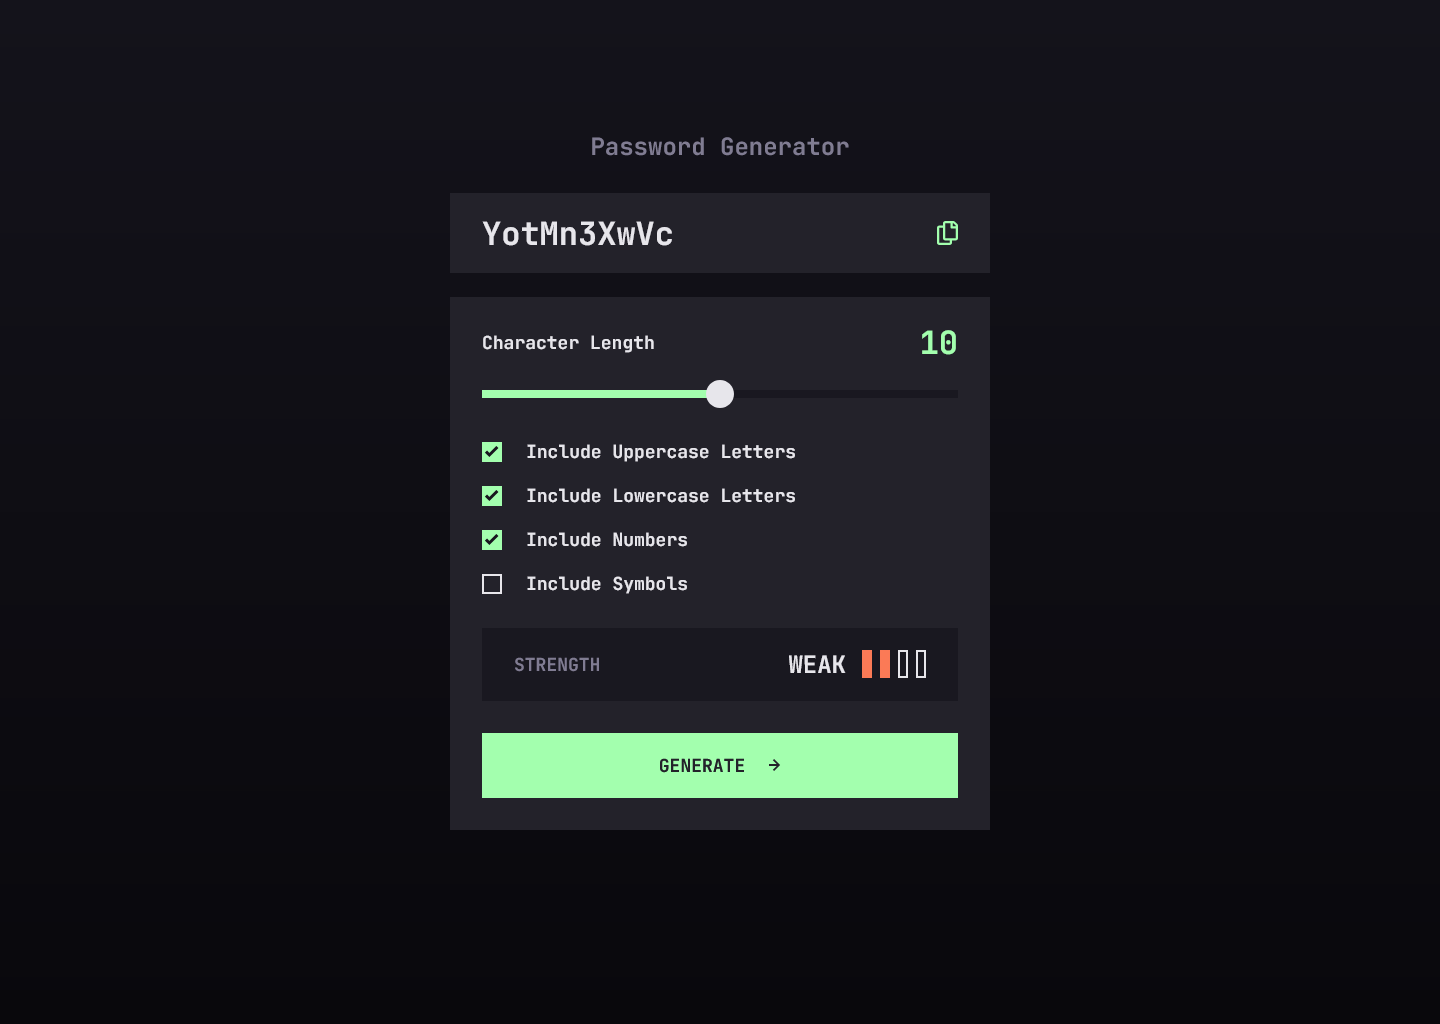 Password Generator
YotMn3XwVc
Character Length 10
Include Uppercase Letters
Include Lowercase Letters
Include Numbers
Include Symbols
STRENGTH WEAK
GENERATE →